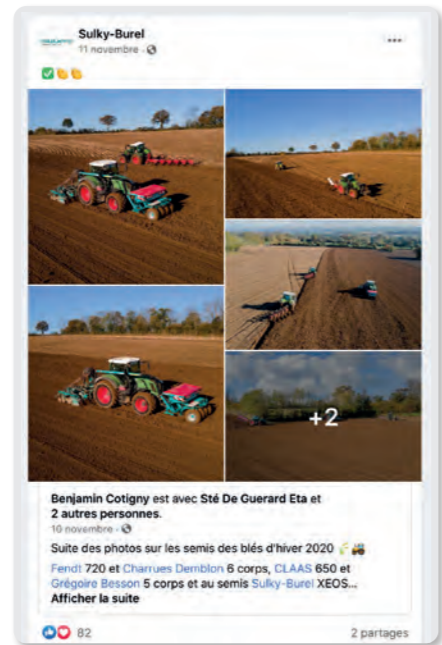 Sulky-Burel
11 novembre
+2
Benjamin Cotigny est avec Sté De Guerard Eta et
2 autres personnes.
10 novembre
Suite des photos sur les semis des blés d'hiver 2020
Fendt 720 et Charrues Demblon 6 corps, CLAAS 650 et
Grégoire Besson 5 corps et au semis Sulky-Burel XEOS...
Afficher la suite
82
2 partages